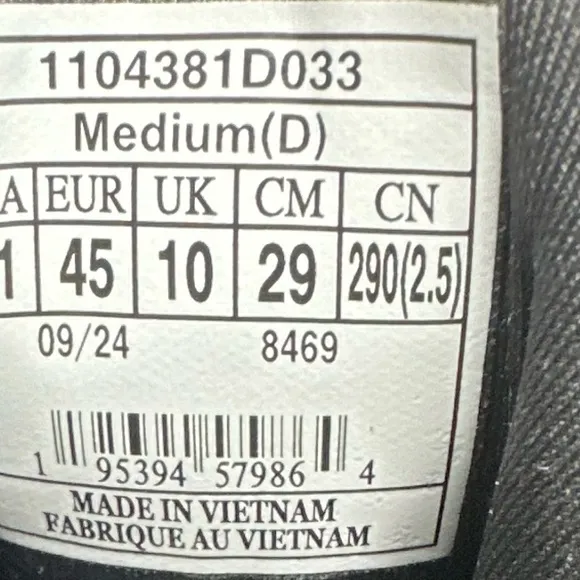 1104381D033
Medium(D)
A EUR UK CM CN
1 45 10 29 290(2.5)
09/24 8469
1 95394 57986 4
MADE IN VIETNAM
FABRIQUE AU VIETNAM